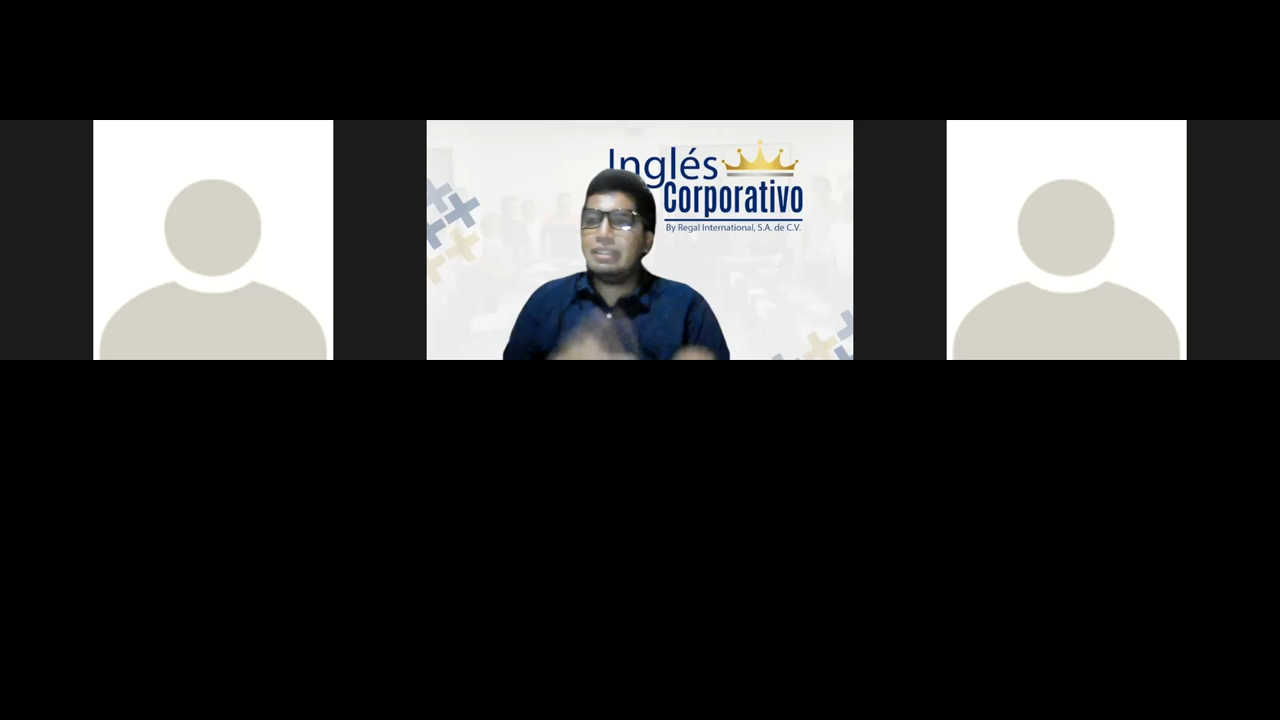 Inglés
Corporativo
By Regal International, S.A. de C.V.